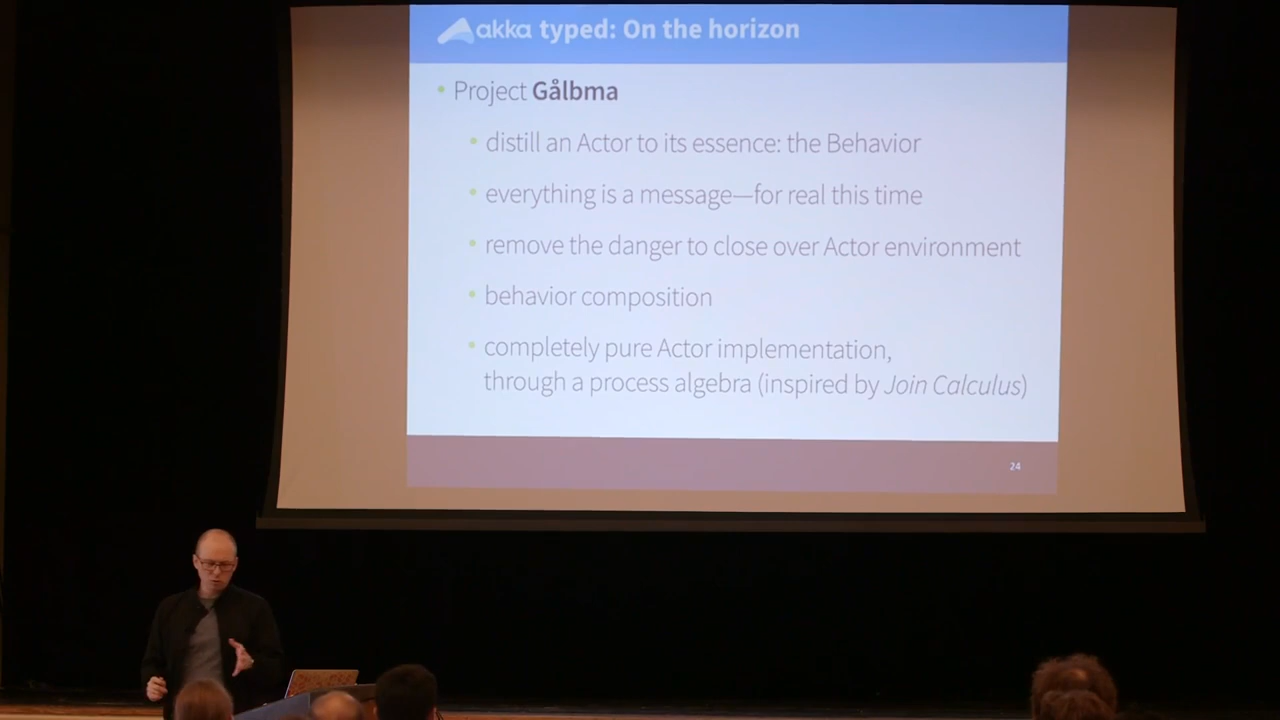 akka typed: On the horizon
• Project Gålbma
• distill an Actor to its essence: the Behavior
• everything is a message—for real this time
• remove the danger to close over Actor environment
• behavior composition
• completely pure Actor implementation,
through a process algebra (inspired by Join Calculus)
24